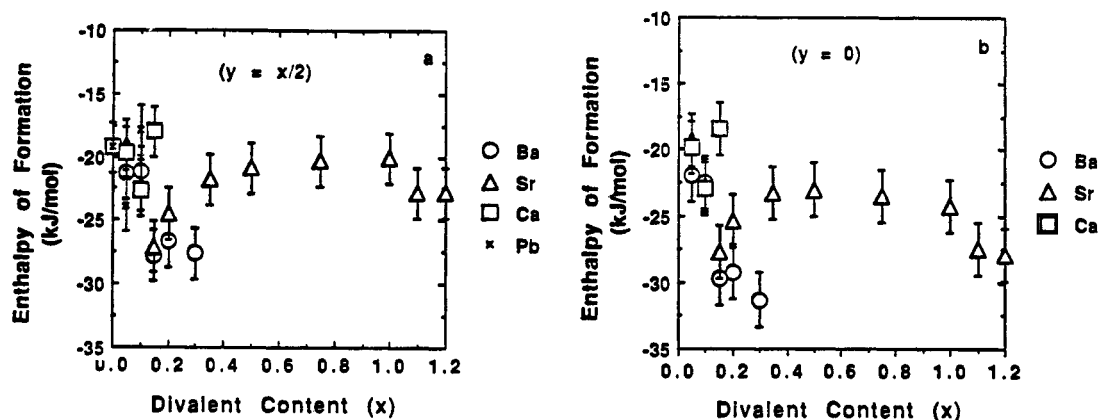 -10
-15
-20
-25
-30
-35
Enthalpy of Formation
(kJ/mol)
(y = x/2)
a
0.0 0.2 0.4 0.6 0.8 1.0 1.2
Divalent Content (x)
Ba
Sr
Ca
Pb
-10
-15
-20
-25
-30
-35
Enthalpy of Formation
(kJ/mol)
(y = 0)
b
0.0 0.2 0.4 0.6 0.8 1.0 1.2
Divalent Content (x)
Ba
Sr
Ca